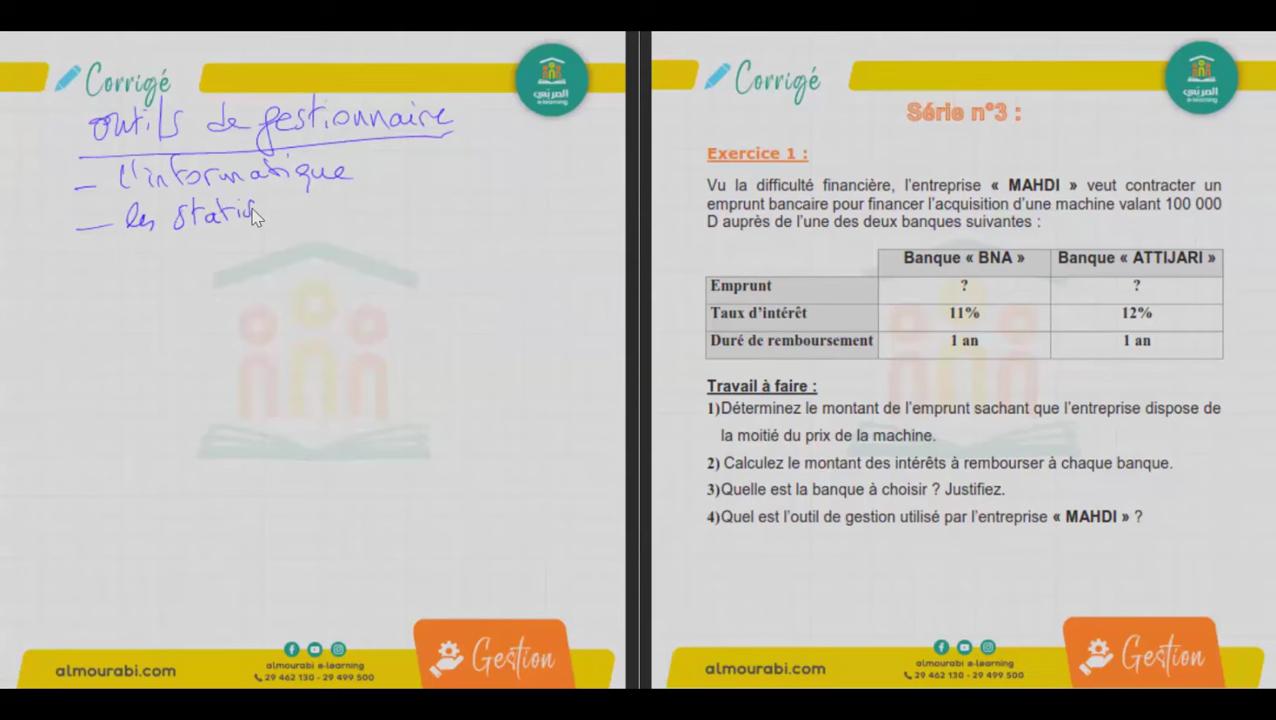 Corrigé
المربّي
e-learning
outils de gestionnaire
- l'informatique
- les statis
almourabi.com
almourabi e-learning
29 462 130 - 29 499 500
Gestion
Corrigé
المربّي
e-learning
Série n°3 :
Exercice 1 :
Vu la difficulté financière, l'entreprise « MAHDI » veut contracter un
emprunt bancaire pour financer l'acquisition d'une machine valant 100 000
D auprès de l'une des deux banques suivantes :
Banque « BNA » Banque « ATTIJARI »
Emprunt ? ?
Taux d'intérêt 11% 12%
Duré de remboursement 1 an 1 an
Travail à faire :
1)Déterminez le montant de l'emprunt sachant que l'entreprise dispose de
la moitié du prix de la machine.
2) Calculez le montant des intérêts à rembourser à chaque banque.
3)Quelle est la banque à choisir ? Justifiez.
4)Quel est l'outil de gestion utilisé par l'entreprise « MAHDI » ?
almourabi.com
almourabi e-learning
29 462 130 - 29 499 500
Gestion